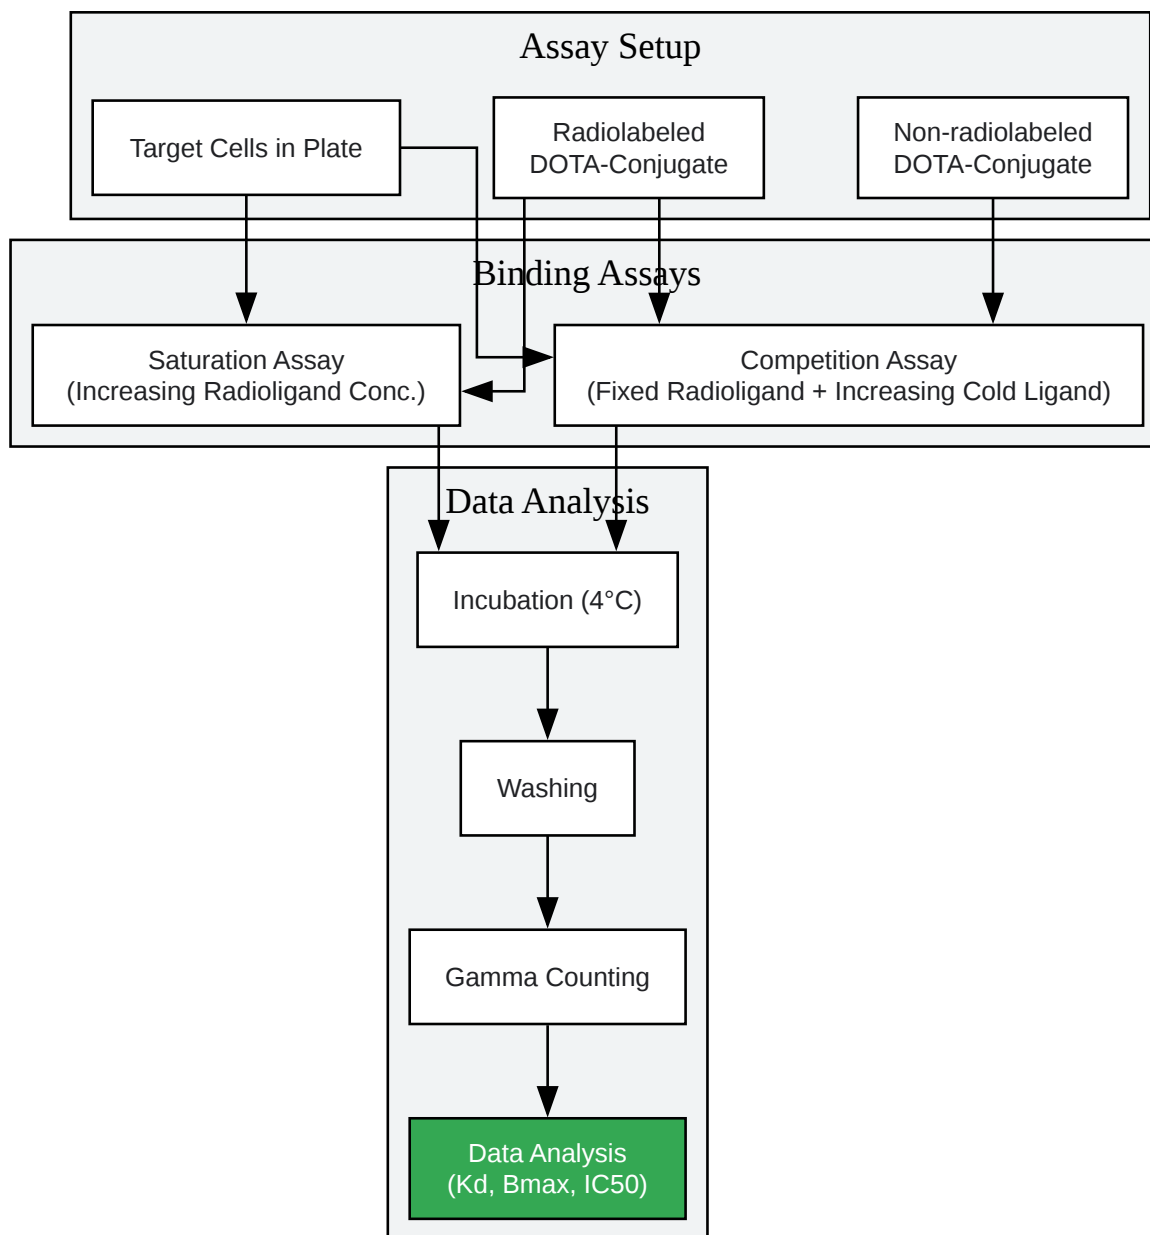 Assay Setup
Target Cells in Plate
Radiolabeled
DOTA-Conjugate
Non-radiolabeled
DOTA-Conjugate
Binding Assays
Saturation Assay
(Increasing Radioligand Conc.)
Competition Assay
(Fixed Radioligand + Increasing Cold Ligand)
Data Analysis
Incubation (4°C)
Washing
Gamma Counting
Data Analysis
(Kd, Bmax, IC50)